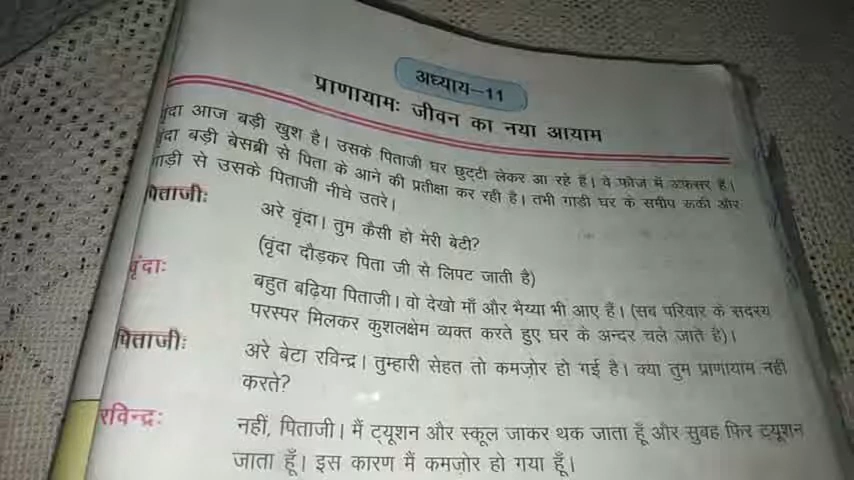 अध्याय–11
प्राणायामः जीवन का नया आयाम
वृंदा आज बड़ी खुश है। उसके पिताजी घर छुट्टी लेकर आ रहे हैं। वे फ़ौज में अफ़सर हैं।
वृंदा बड़ी बेसब्री से पिता के आने की प्रतीक्षा कर रही है। तभी गाड़ी घर के समीप रूकी और
गाड़ी से उसके पिताजी नीचे उतरे।
पिताजीः अरे वृंदा। तुम कैसी हो मेरी बेटी?
(वृंदा दौड़कर पिता जी से लिपट जाती है)
वृंदाः बहुत बढ़िया पिताजी। वो देखो माँ और भैय्या भी आए हैं। (सब परिवार के सदस्य
परस्पर मिलकर कुशलक्षेम व्यक्त करते हुए घर के अन्दर चले जाते है)।
पिताजीः अरे बेटा रविन्द्र। तुम्हारी सेहत तो कमज़ोर हो गई है। क्या तुम प्राणायाम नहीं
करते?
रविन्द्रः नहीं, पिताजी। मैं ट्यूशन और स्कूल जाकर थक जाता हूँ और सुबह फिर ट्यूशन
जाता हूँ। इस कारण मैं कमज़ोर हो गया हूँ।